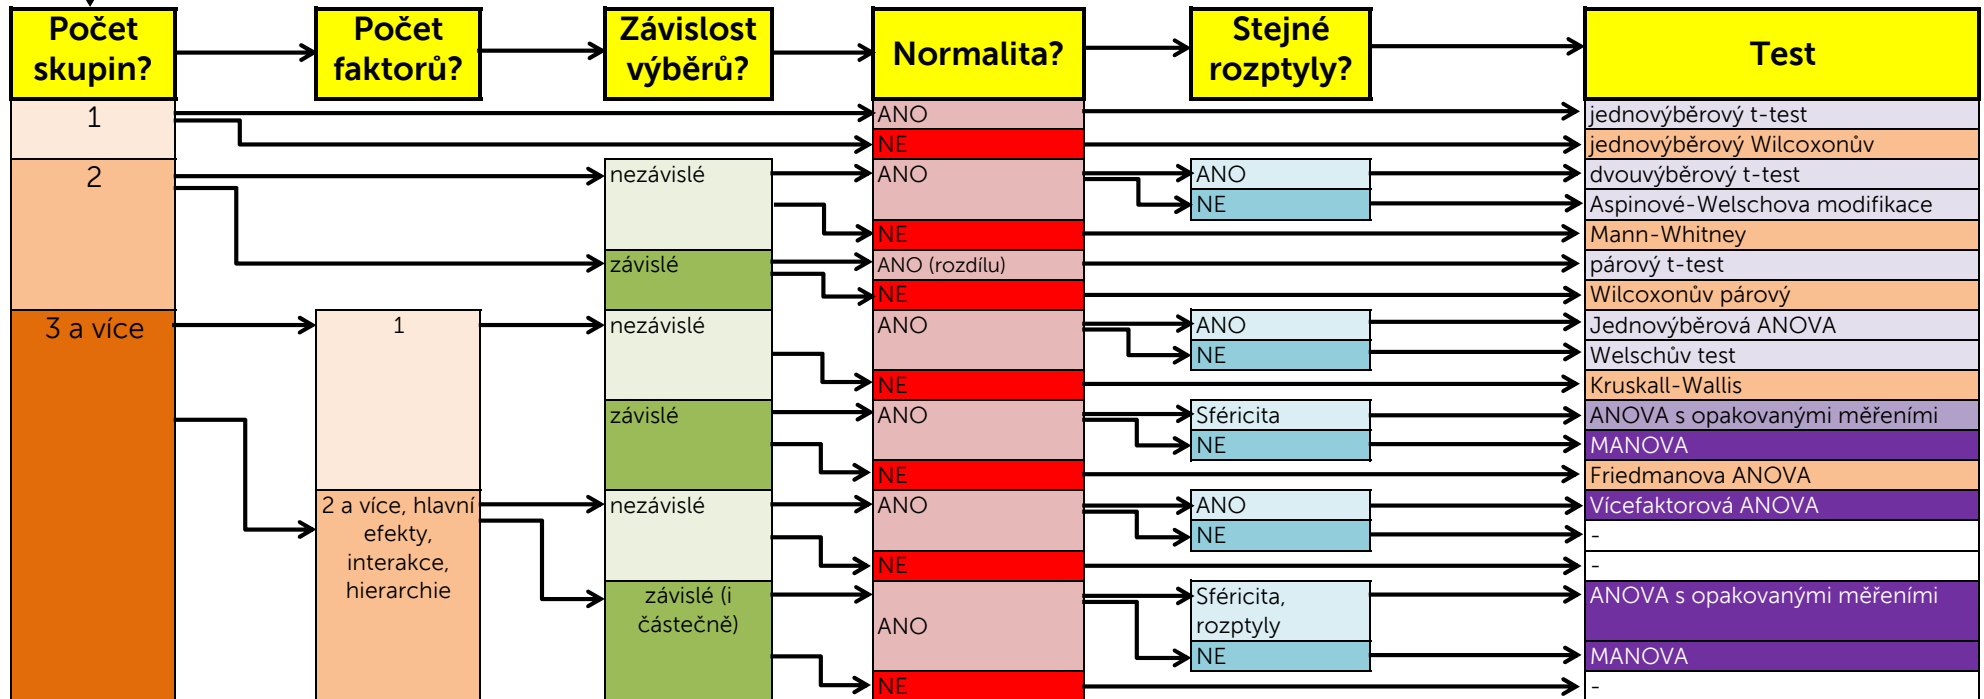 Počet
skupin?
Počet
faktorů?
Závislost
výběrů?
Normalita?
Stejné
rozptyly?
Test
1
ANO
jednovýběrový t-test
NE
jednovýběrový Wilcoxonův
2
nezávislé
ANO
ANO
dvouvýběrový t-test
NE
Aspinové-Welschova modifikace
NE
Mann-Whitney
závislé
ANO (rozdílu)
párový t-test
NE
Wilcoxonův párový
3 a více
1
nezávislé
ANO
ANO
Jednovýběrová ANOVA
NE
Welschův test
NE
Kruskall-Wallis
závislé
ANO
Sféricita
ANOVA s opakovanými měřeními
NE
MANOVA
NE
Friedmanova ANOVA
2 a více, hlavní
efekty,
interakce,
hierarchie
nezávislé
ANO
ANO
Vícefaktorová ANOVA
NE
-
NE
-
závislé (i
částečně)
ANO
Sféricita,
rozptyly
ANOVA s opakovanými měřeními
NE
MANOVA
NE
-